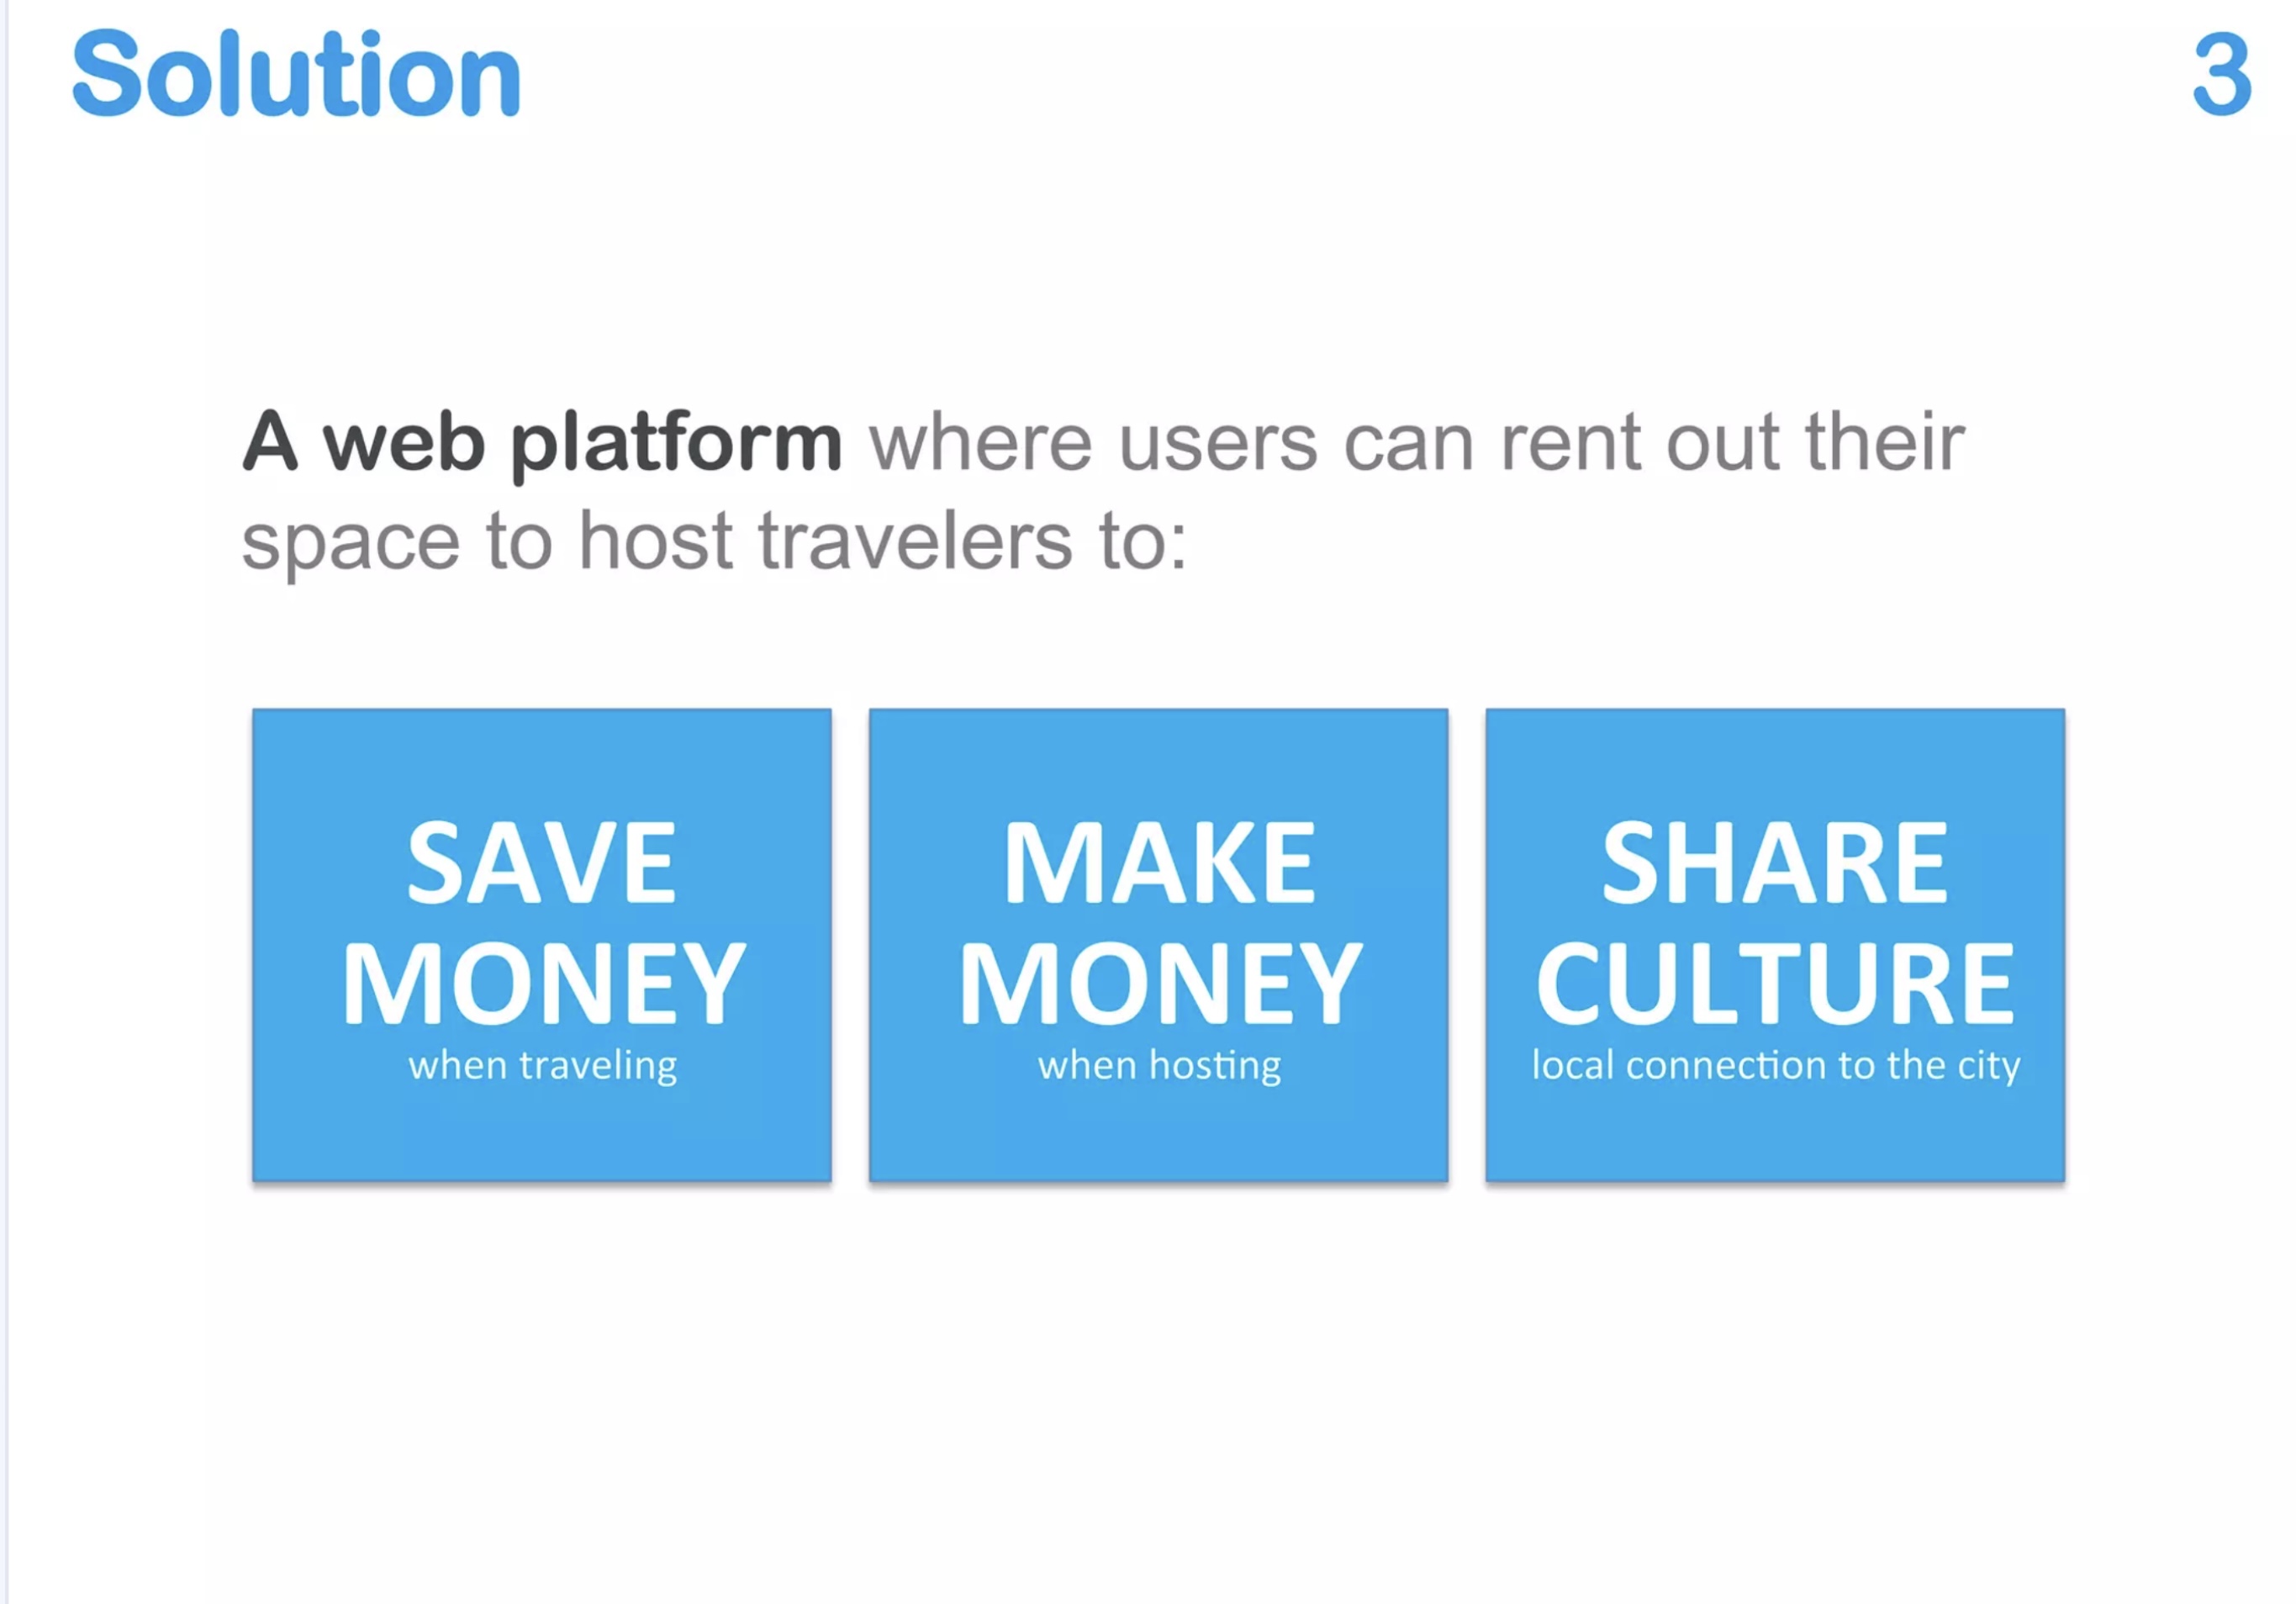 Solution
3
A web platform where users can rent out their
space to host travelers to:
SAVE
MONEY
when traveling
MAKE
MONEY
when hosting
SHARE
CULTURE
local connection to the city